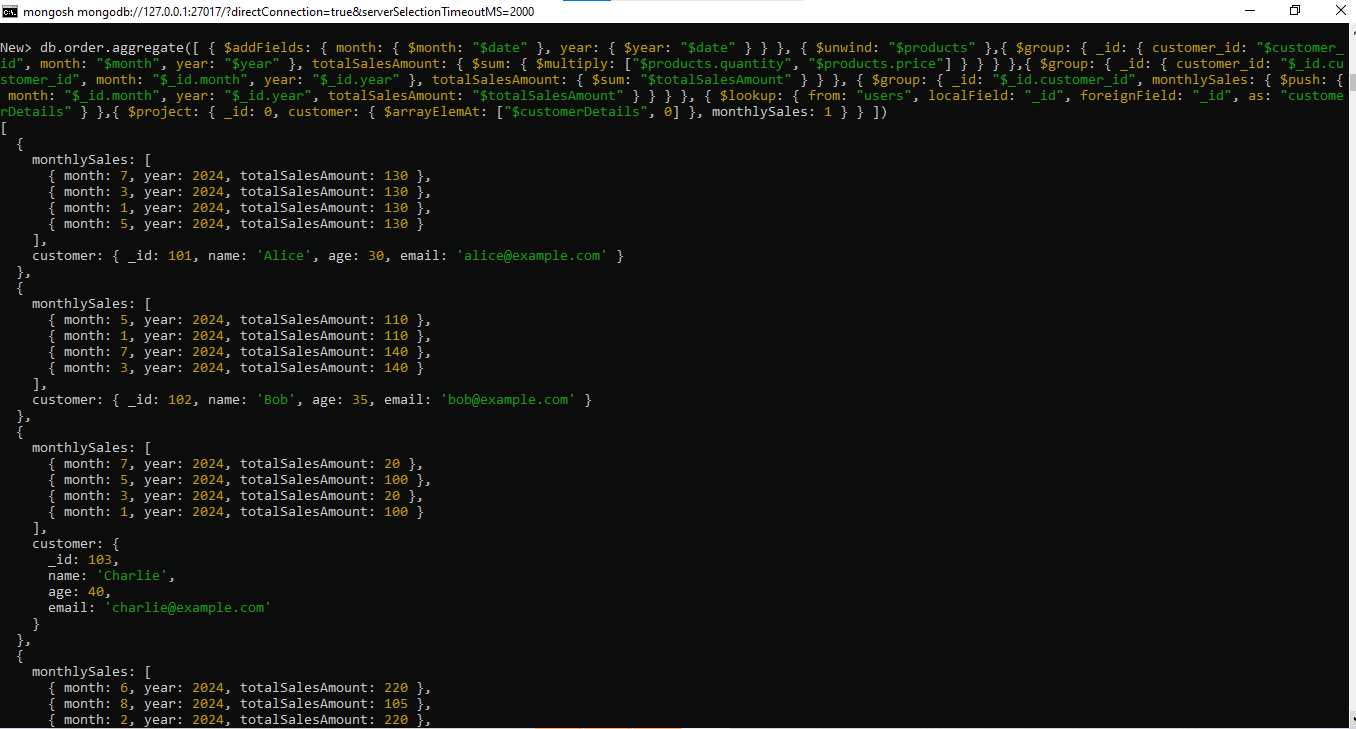 mongosh mongodb://127.0.0.1:27017/?directConnection=true&serverSelectionTimeoutMS=2000
New> db.order.aggregate([ { $addFields: { month: { $month: "$date" }, year: { $year: "$date" } } }, { $unwind: "$products" },{ $group: { _id: { customer_id: "$customer_
id", month: "$month", year: "$year" }, totalSalesAmount: { $sum: { $multiply: ["$products.quantity", "$products.price"] } } } },{ $group: { _id: { customer_id: "$_id.cu
stomer_id", month: "$_id.month", year: "$_id.year" }, totalSalesAmount: { $sum: "$totalSalesAmount" } } }, { $group: { _id: "$_id.customer_id", monthlySales: { $push: {
 month: "$_id.month", year: "$_id.year", totalSalesAmount: "$totalSalesAmount" } } } }, { $lookup: { from: "users", localField: "_id", foreignField: "_id", as: "custome
rDetails" } },{ $project: { _id: 0, customer: { $arrayElemAt: ["$customerDetails", 0] }, monthlySales: 1 } } ])
[
  {
    monthlySales: [
      { month: 7, year: 2024, totalSalesAmount: 130 },
      { month: 3, year: 2024, totalSalesAmount: 130 },
      { month: 1, year: 2024, totalSalesAmount: 130 },
      { month: 5, year: 2024, totalSalesAmount: 130 }
    ],
    customer: { _id: 101, name: 'Alice', age: 30, email: 'alice@example.com' }
  },
  {
    monthlySales: [
      { month: 5, year: 2024, totalSalesAmount: 110 },
      { month: 1, year: 2024, totalSalesAmount: 110 },
      { month: 7, year: 2024, totalSalesAmount: 140 },
      { month: 3, year: 2024, totalSalesAmount: 140 }
    ],
    customer: { _id: 102, name: 'Bob', age: 35, email: 'bob@example.com' }
  },
  {
    monthlySales: [
      { month: 7, year: 2024, totalSalesAmount: 20 },
      { month: 5, year: 2024, totalSalesAmount: 100 },
      { month: 3, year: 2024, totalSalesAmount: 20 },
      { month: 1, year: 2024, totalSalesAmount: 100 }
    ],
    customer: {
      _id: 103,
      name: 'Charlie',
      age: 40,
      email: 'charlie@example.com'
    }
  },
  {
    monthlySales: [
      { month: 6, year: 2024, totalSalesAmount: 220 },
      { month: 8, year: 2024, totalSalesAmount: 105 },
      { month: 2, year: 2024, totalSalesAmount: 220 },